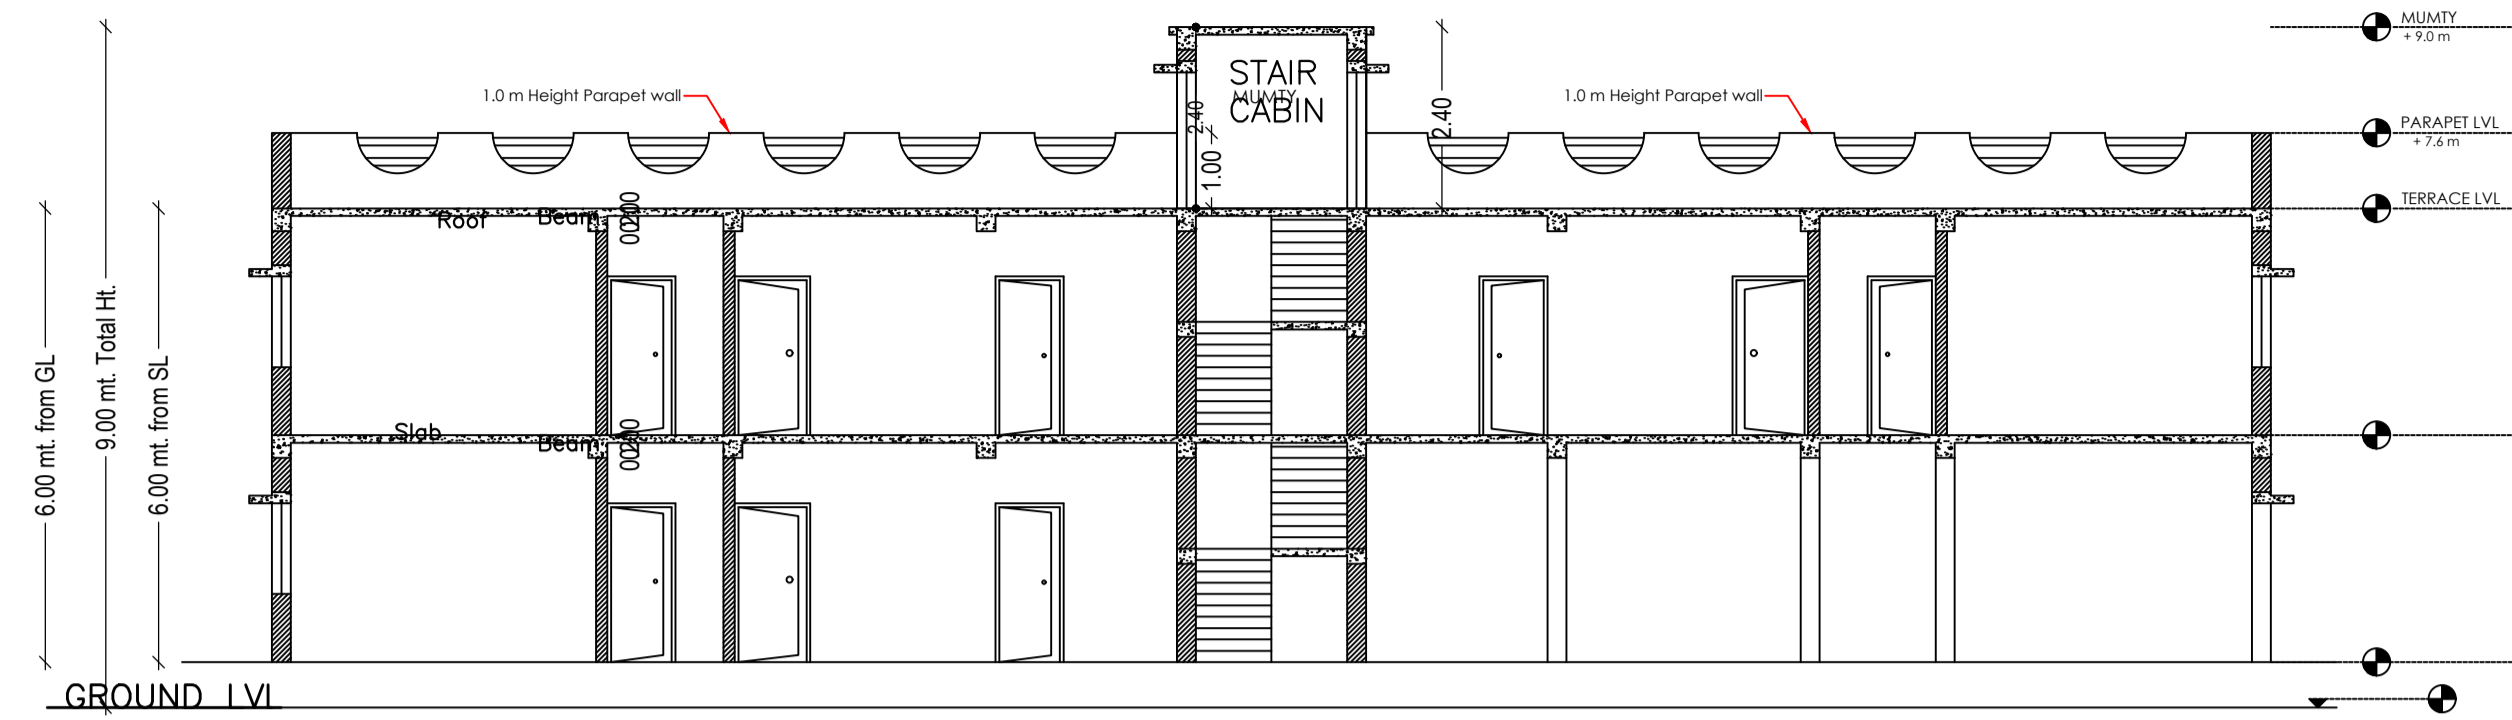 MUMTY
+ 9.0 m
STAIR
MUMTY
CABIN
1.0 m Height Parapet wall
1.0 m Height Parapet wall
2.40
2.40
1.00
PARAPET LVL
+ 7.6 m
TERRACE LVL
Roof
Beam
6.00 mt. from GL
9.00 mt. Total Ht.
6.00 mt. from SL
Slab
Beam
GROUND LVL